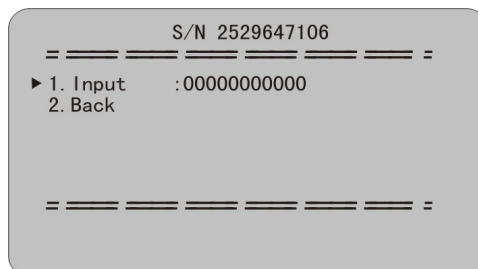 S/N 2529647106
= ═══ ═══ ═══ ═══ ═══ ═══ =
▶ 1. Input :00000000000
2. Back
= ═══ ═══ ═══ ═══ ═══ ═══ =